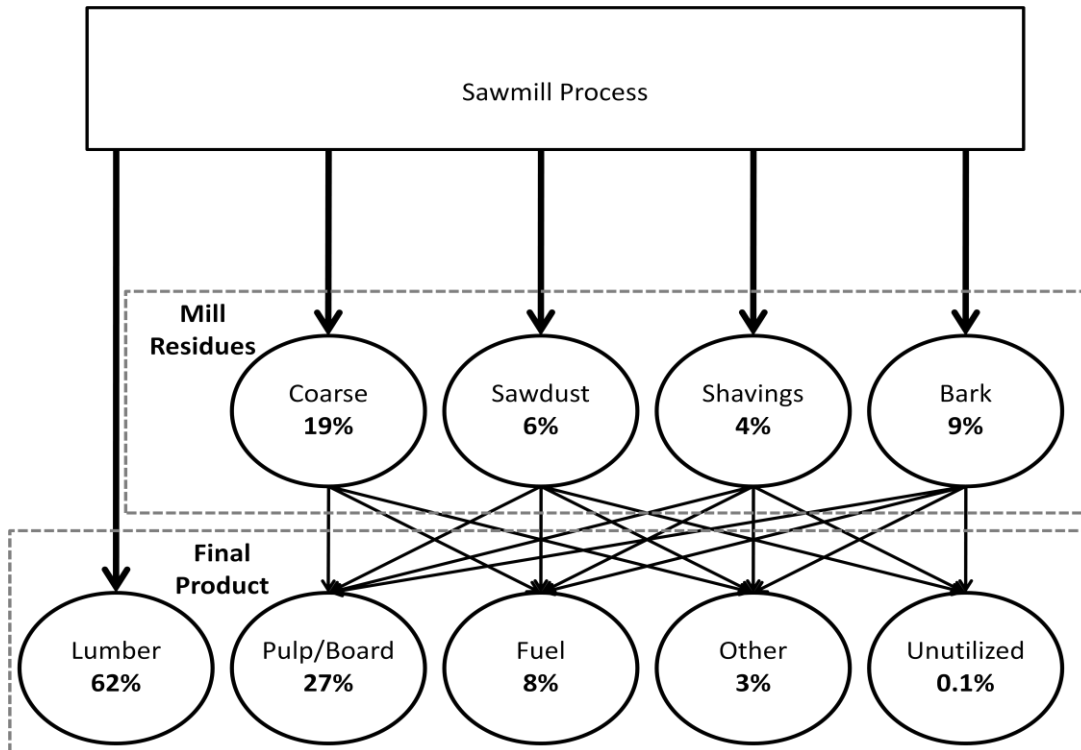 Sawmill Process
Mill
Residues
Coarse
19%
Sawdust
6%
Shavings
4%
Bark
9%
Final
Product
Lumber
62%
Pulp/Board
27%
Fuel
8%
Other
3%
Unutilized
0.1%